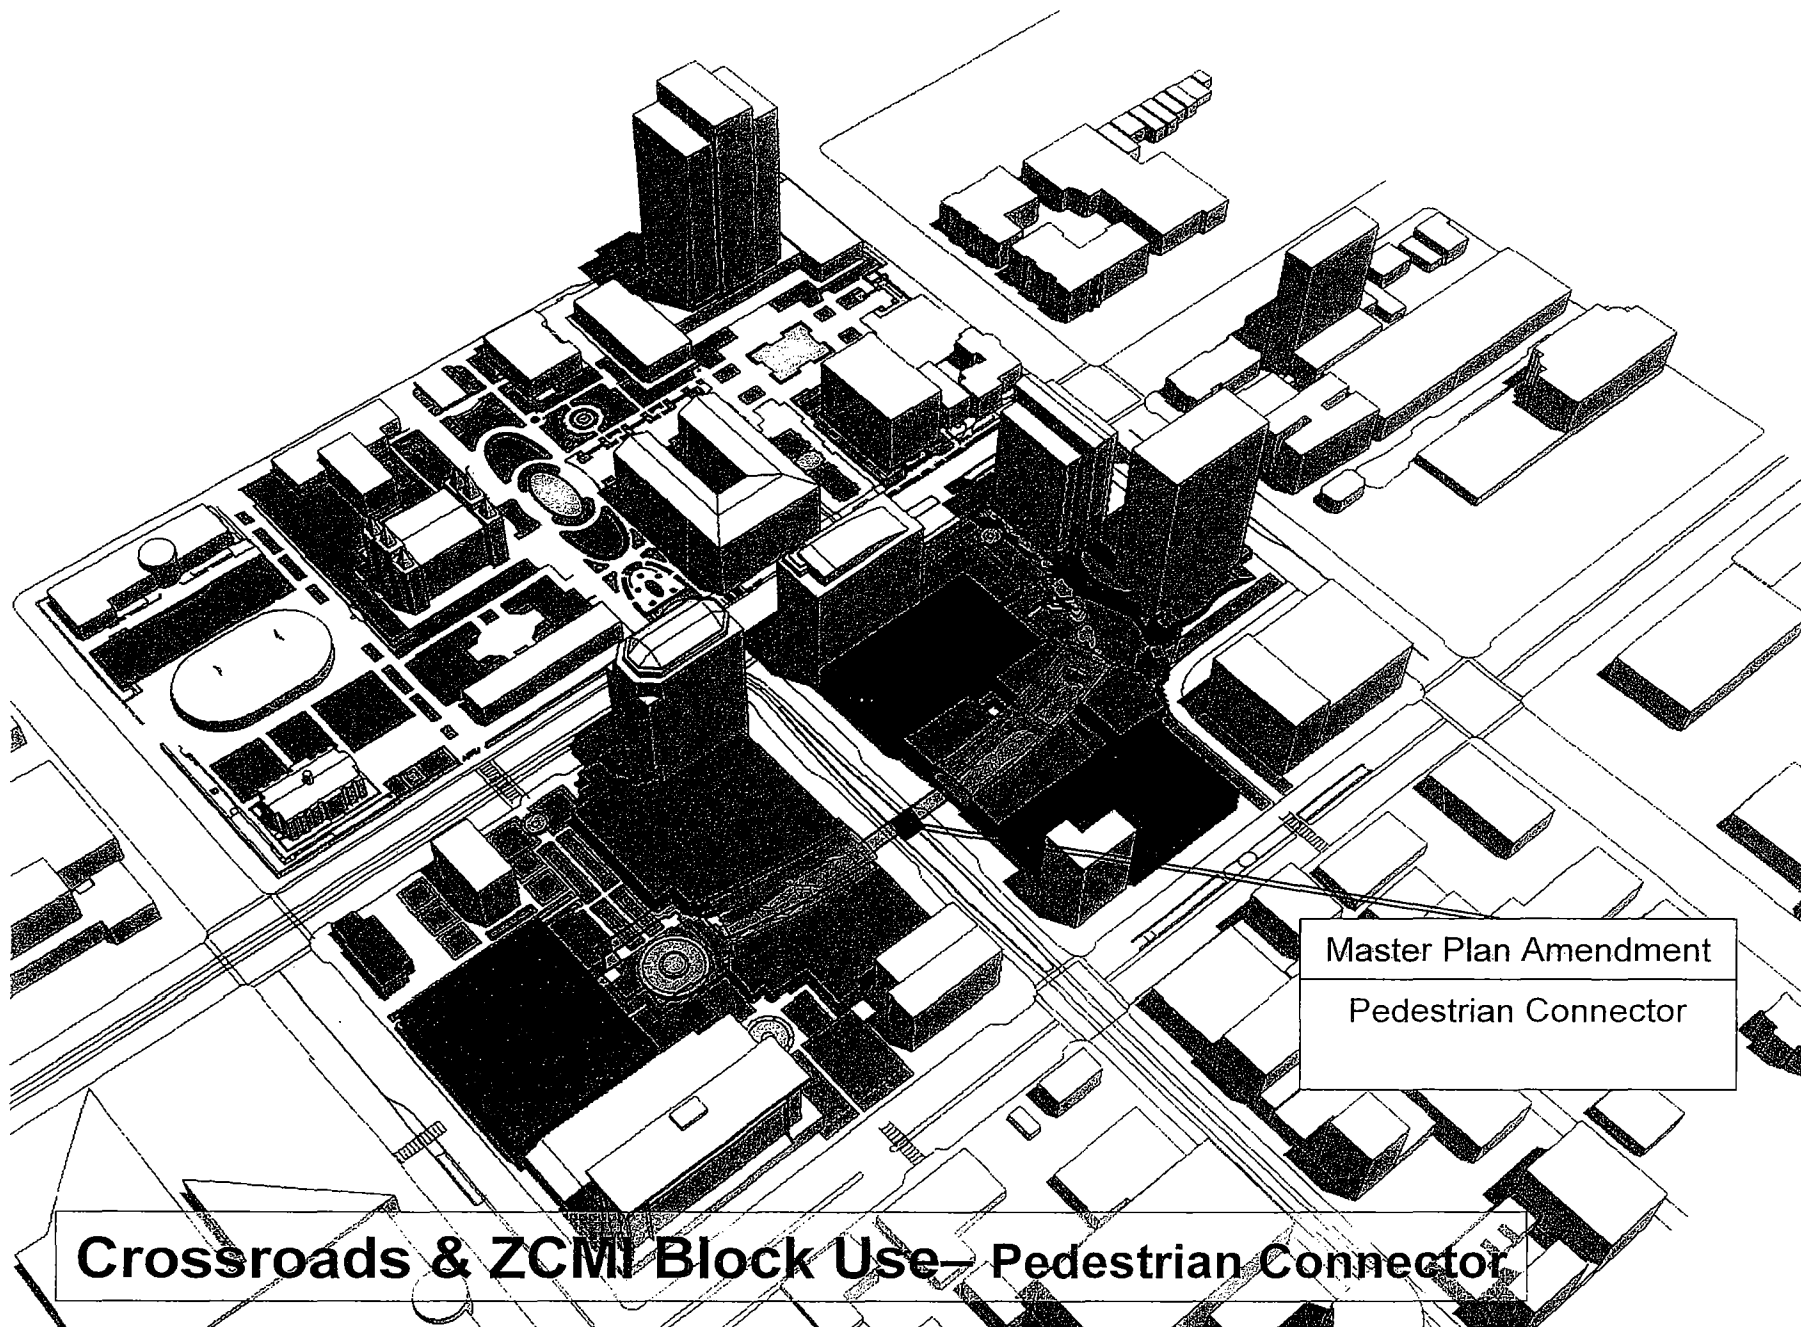 Master Plan Amendment
Pedestrian Connector
Crossroads & ZCMI Block Use– Pedestrian Connector